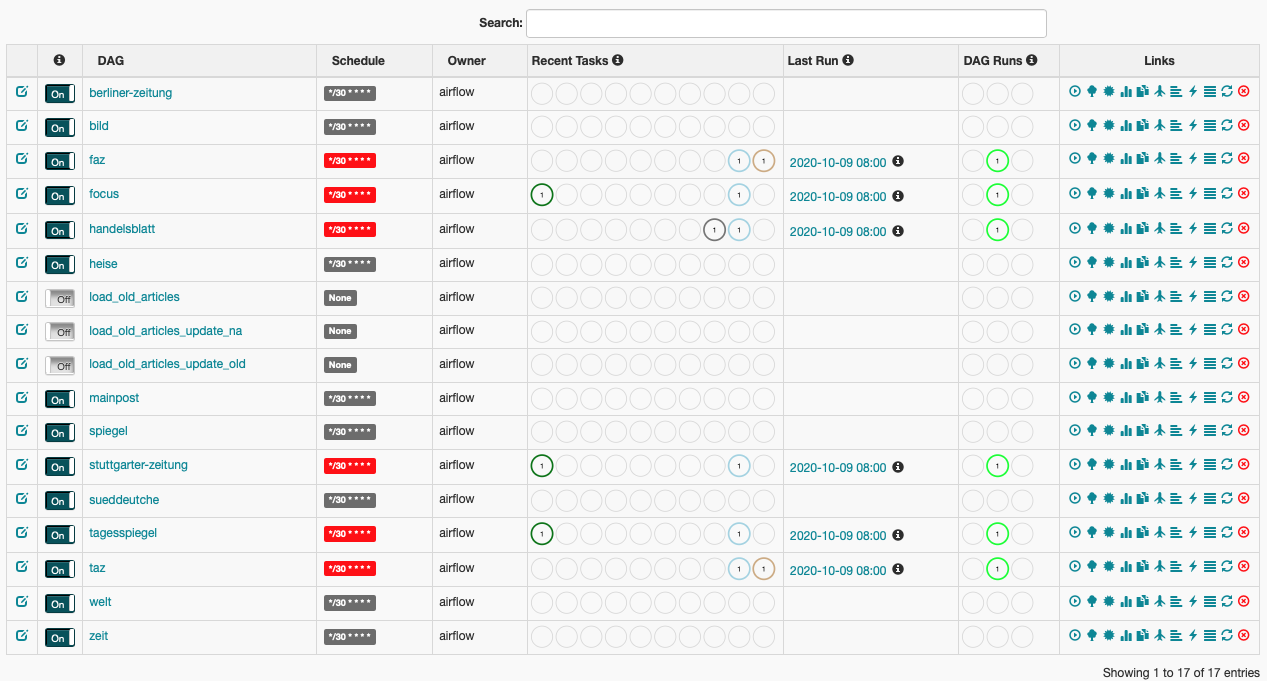 Search:
DAG Schedule Owner Recent Tasks Last Run DAG Runs Links
On berliner-zeitung */30 * * * * airflow
On bild */30 * * * * airflow
On faz */30 * * * * airflow 1 1 2020-10-09 08:00 1
On focus */30 * * * * airflow 1 1 2020-10-09 08:00 1
On handelsblatt */30 * * * * airflow 1 1 2020-10-09 08:00 1
On heise */30 * * * * airflow
Off load_old_articles None airflow
Off load_old_articles_update_na None airflow
Off load_old_articles_update_old None airflow
On mainpost */30 * * * * airflow
On spiegel */30 * * * * airflow
On stuttgarter-zeitung */30 * * * * airflow 1 1 2020-10-09 08:00 1
On sueddeutche */30 * * * * airflow
On tagesspiegel */30 * * * * airflow 1 1 2020-10-09 08:00 1
On taz */30 * * * * airflow 1 1 2020-10-09 08:00 1
On welt */30 * * * * airflow
On zeit */30 * * * * airflow
Showing 1 to 17 of 17 entries